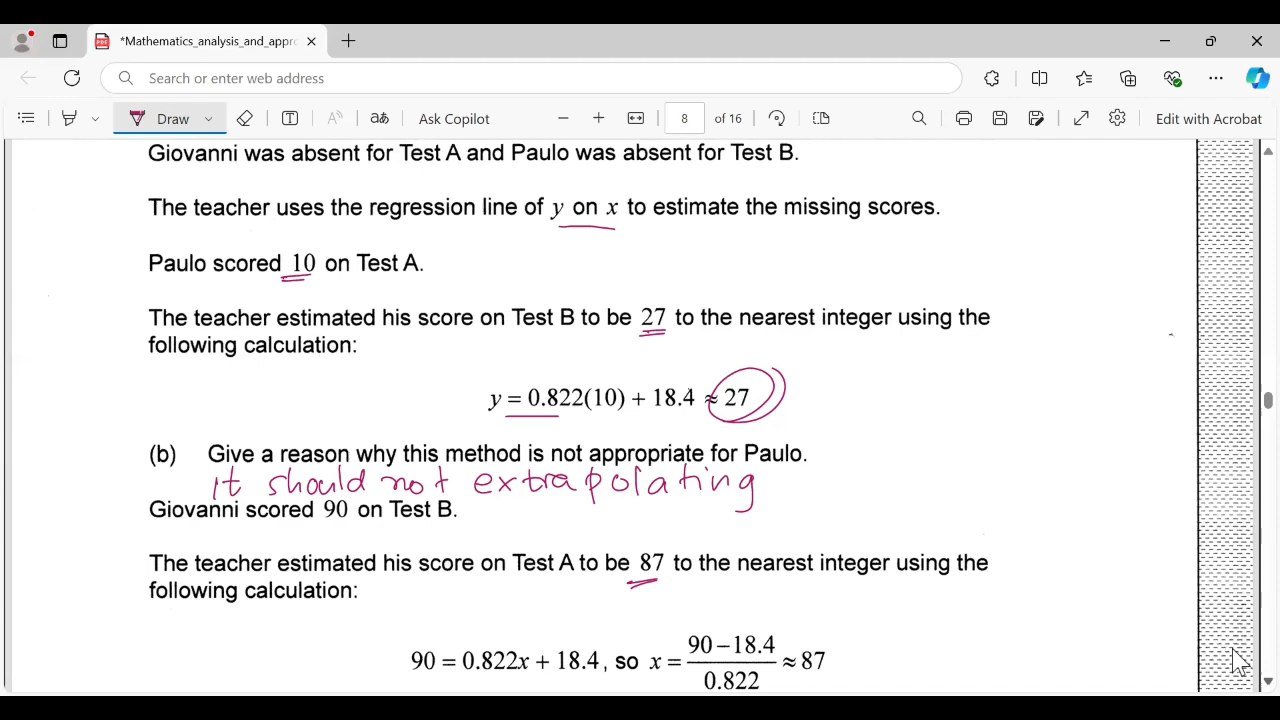 *Mathematics_analysis_and_appro
Search or enter web address
Draw
aあ
Ask Copilot
8 of 16
Edit with Acrobat
Giovanni was absent for Test A and Paulo was absent for Test B.
The teacher uses the regression line of y on x to estimate the missing scores.
Paulo scored 10 on Test A.
The teacher estimated his score on Test B to be 27 to the nearest integer using the
following calculation:
y = 0.822(10) + 18.4 ≈ 27
(b) Give a reason why this method is not appropriate for Paulo.
it should not extrapolating
Giovanni scored 90 on Test B.
The teacher estimated his score on Test A to be 87 to the nearest integer using the
following calculation:
90 = 0.822x + 18.4, so x = 90 − 18.4 / 0.822 ≈ 87